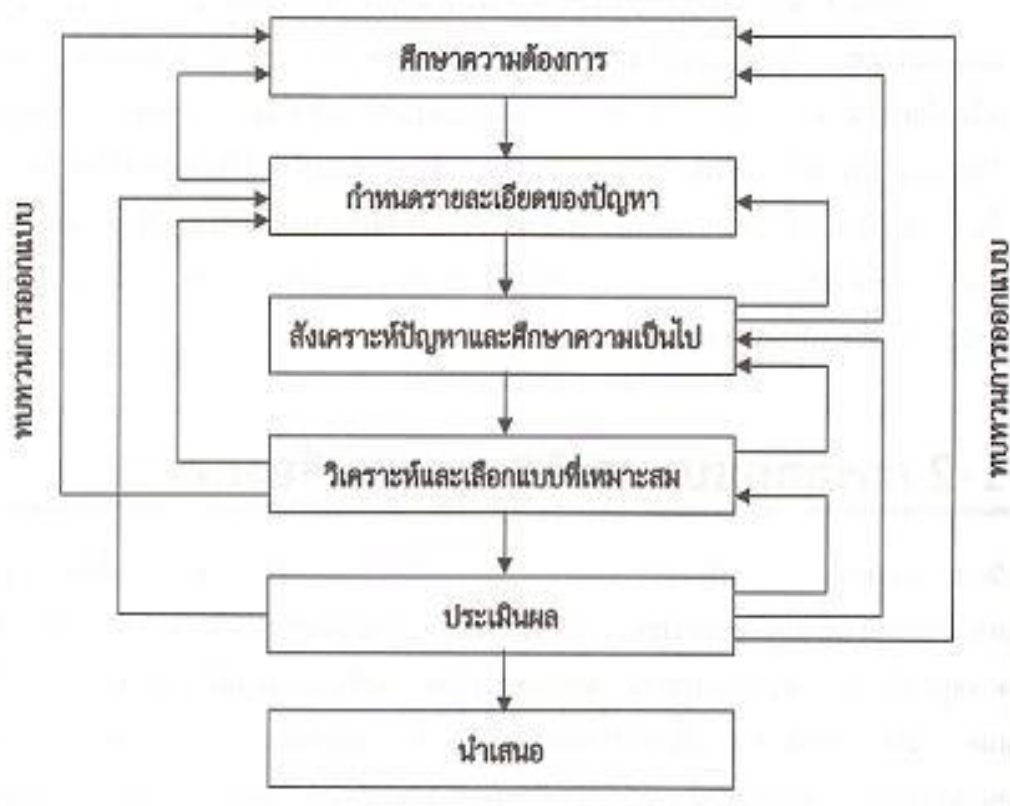 ศึกษาความต้องการ
กำหนดรายละเอียดของปัญหา
สังเคราะห์ปัญหาและศึกษาความเป็นไป
วิเคราะห์และเลือกแบบที่เหมาะสม
ประเมินผล
นำเสนอ
ทบทวนการออกแบบ
ทบทวนการออกแบบ